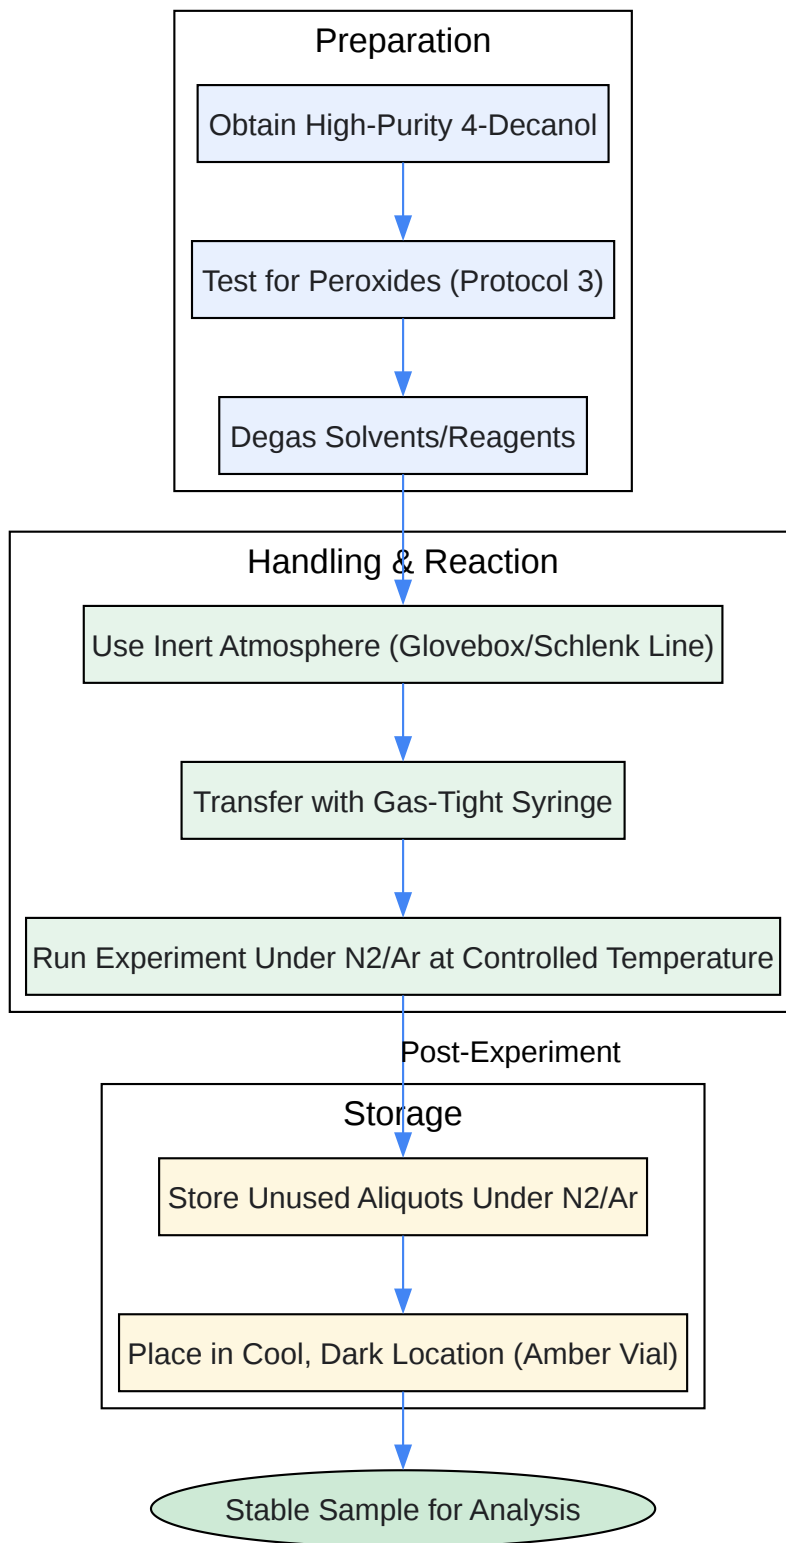 Preparation
Obtain High-Purity 4-Decanol
Test for Peroxides (Protocol 3)
Degas Solvents/Reagents
Handling & Reaction
Use Inert Atmosphere (Glovebox/Schlenk Line)
Transfer with Gas-Tight Syringe
Run Experiment Under N2/Ar at Controlled Temperature
Post-Experiment
Storage
Store Unused Aliquots Under N2/Ar
Place in Cool, Dark Location (Amber Vial)
Stable Sample for Analysis